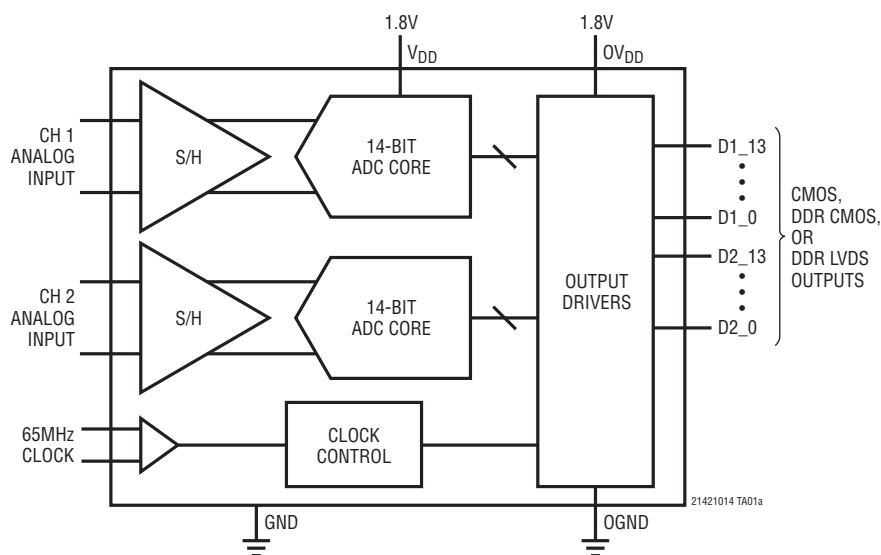 1.8V
1.8V
VDD
OVDD
CH 1
ANALOG
INPUT
S/H
14-BIT
ADC CORE
D1_13
•
•
•
D1_0
CH 2
ANALOG
INPUT
S/H
14-BIT
ADC CORE
OUTPUT
DRIVERS
D2_13
•
•
•
D2_0
CMOS,
DDR CMOS,
OR
DDR LVDS
OUTPUTS
65MHz
CLOCK
CLOCK
CONTROL
GND
OGND
21421014 TA01a